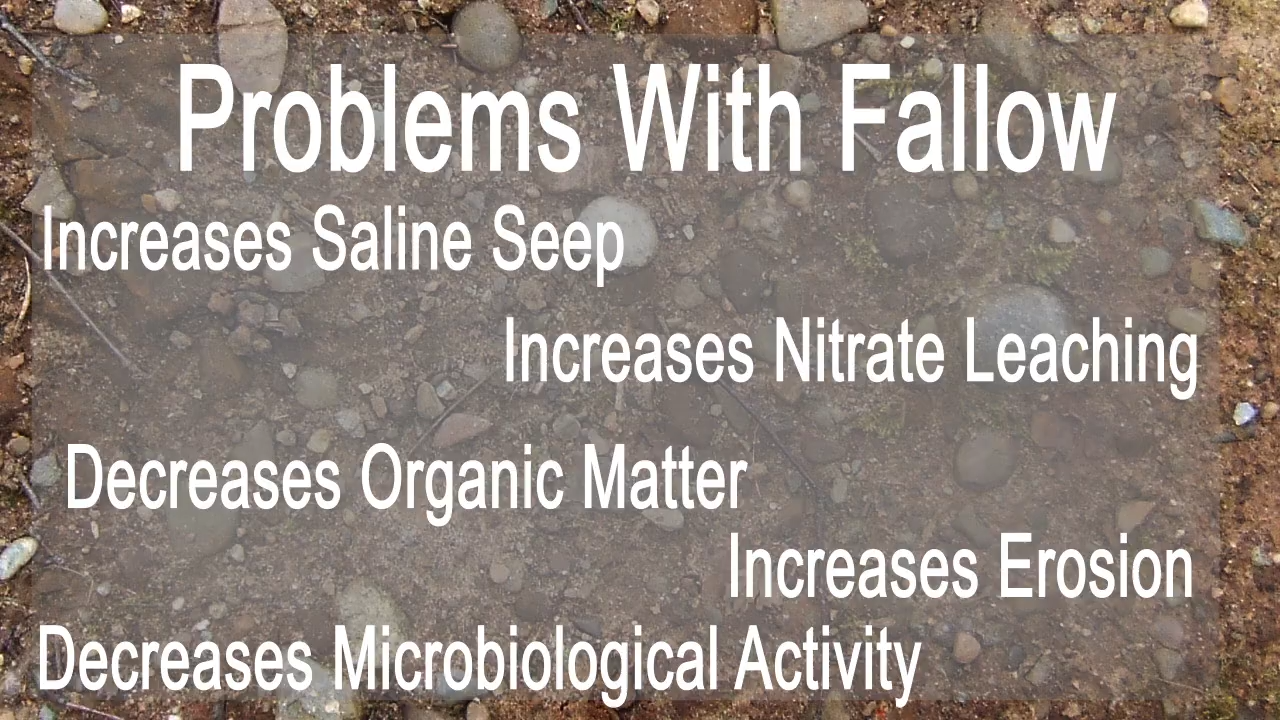 Problems With Fallow
Increases Saline Seep
Increases Nitrate Leaching
Decreases Organic Matter
Increases Erosion
Decreases Microbiological Activity